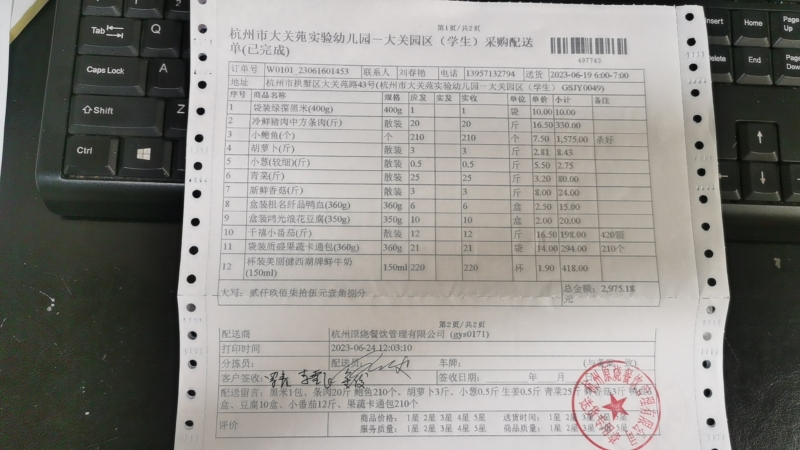 Tab
Caps Lock
A
Shift
Z
Ctrl
Insert
Home
Delete
End
第1页/共2页
杭州市大关苑实验幼儿园－大关园区（学生）采购配送单(已完成)
497743
订单号 W0101_23061601453 联系人 刘春艳 电话 13957132794 送货 2023-06-19 6:00-7:00
地址 杭州市拱墅区大关苑路43号(杭州市大关苑实验幼儿园－大关园区（学生）GSJY0049)
序号 商品名称 规格 应发 实发 实收 单位 单价 小计 备注
1 袋装绿溜黑米(400g) 400g 1 1 袋 10.00 10.00
2 冷鲜猪肉中方条肉(斤) 散装 20 20 斤 16.50 330.00
3 小鲍鱼(个) 个 210 210 个 7.50 1,575.00 杀好
4 胡萝卜(斤) 散装 3 3 斤 2.81 8.43
5 小葱(较细)(斤) 散装 0.5 0.5 斤 5.50 2.75
6 青菜(斤) 散装 25 25 斤 3.20 80.00
7 新鲜香菇(斤) 散装 3 3 斤 8.00 24.00
8 盒装祖名纤品鸭血(360g) 360g 6 6 盒 2.50 15.00
9 盒装鸿光浪花豆腐(350g) 350g 10 10 盒 2.00 20.00
10 千禧小番茄(斤) 散装 12 12 斤 16.50 198.00 420颗
11 袋装质盛果蔬卡通包(360g) 360g 21 21 袋 14.00 294.00 210个
12 杯装美丽健西湖牌鲜牛奶(150ml) 150ml 220 220 杯 1.90 418.00
大写：贰仟玖佰柒拾伍元壹角捌分 总金额：2,975.18元
第2页/共2页
配送商 杭州原烧餐饮管理有限公司 (gys0171)
打印时间 2023-06-24 12:03:10
分拣员： 配送员： 车牌：
客户签收： 签收日期： 年 月
配送留言：黑米1包、条肉20斤 鲍鱼210个、胡萝卜3斤、小葱0.5斤 生姜0.5斤 青菜25斤
盒、豆腐10盒、小番茄12斤、果蔬卡通包210个
评价
商品价格： 1星 2星 3星 4星 5星 送货时间： 1星 2星 3星 4星 5星
服务质量： 1星 2星 3星 4星 5星 商品质量： 1星 2星 3星 4星 5星